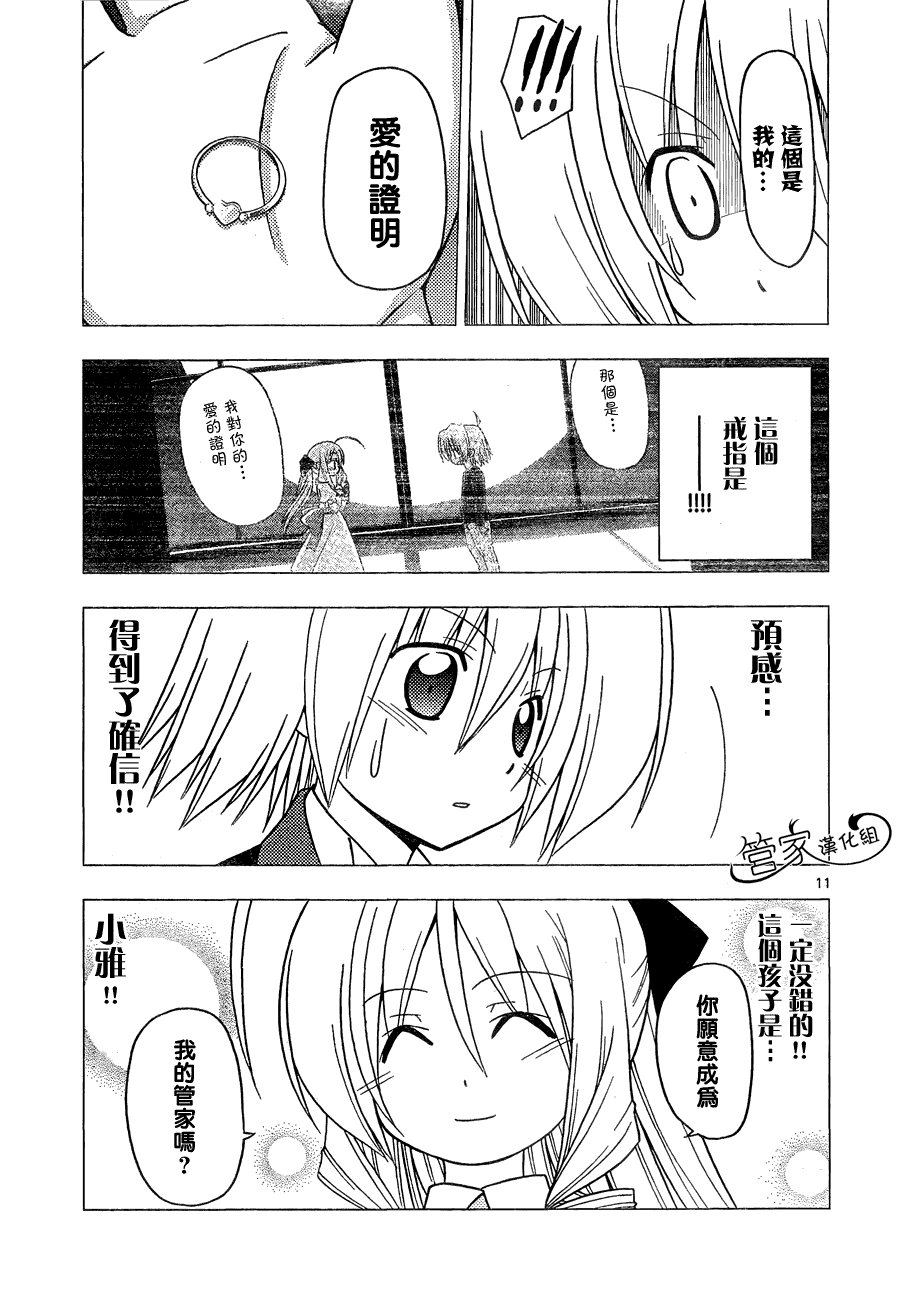 這個是
我的…
!!!…
愛的證明
這個
戒指是
——!!!!
那個是…
我對你的…
愛的證明
預感…
得到了確信!!
管家漢化組
11
一定没錯的!!
這個孩子是…
你願意成為
我的管家嗎?
小雅!!